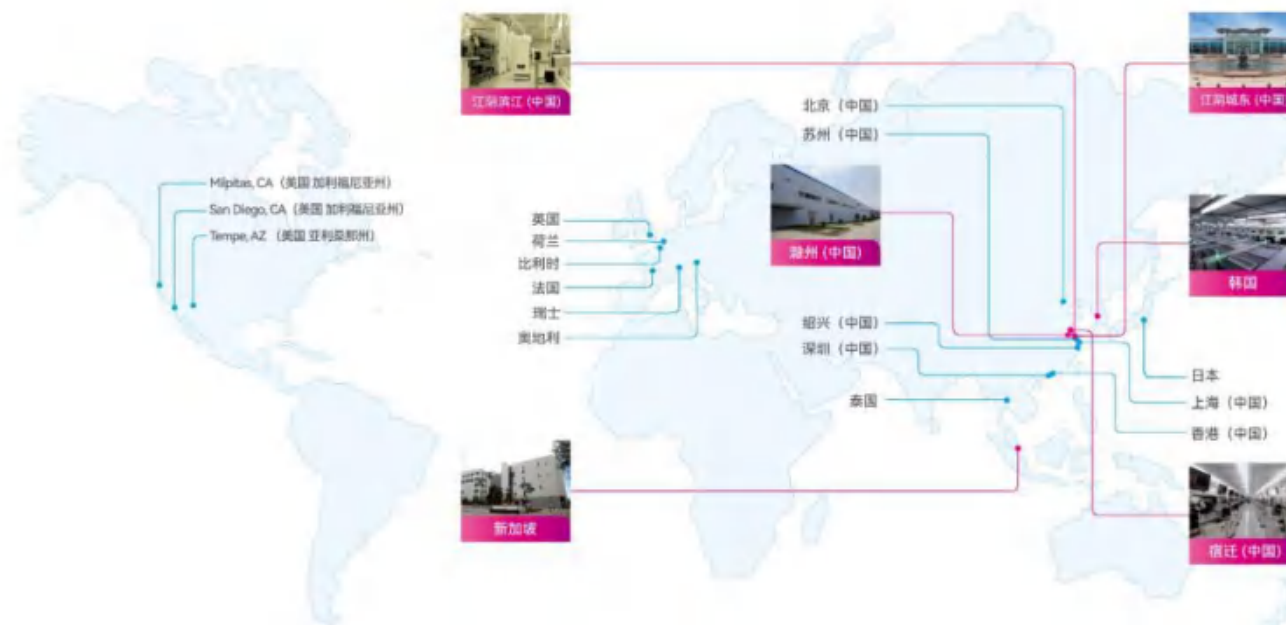 江阴滨江 (中国)
江阴城东 (中国
北京（中国）
苏州（中国）
Milpitas, CA（美国 加利福尼亚州）
San Diego, CA（美国 加利福尼亚州）
Tempe, AZ （美国 亚利桑那州）
英国
荷兰
比利时
法国
瑞士
奥地利
滁州 (中国)
韩国
绍兴（中国）
深圳（中国）
泰国
日本
上海（中国）
香港（中国）
新加坡
宿迁 (中国)